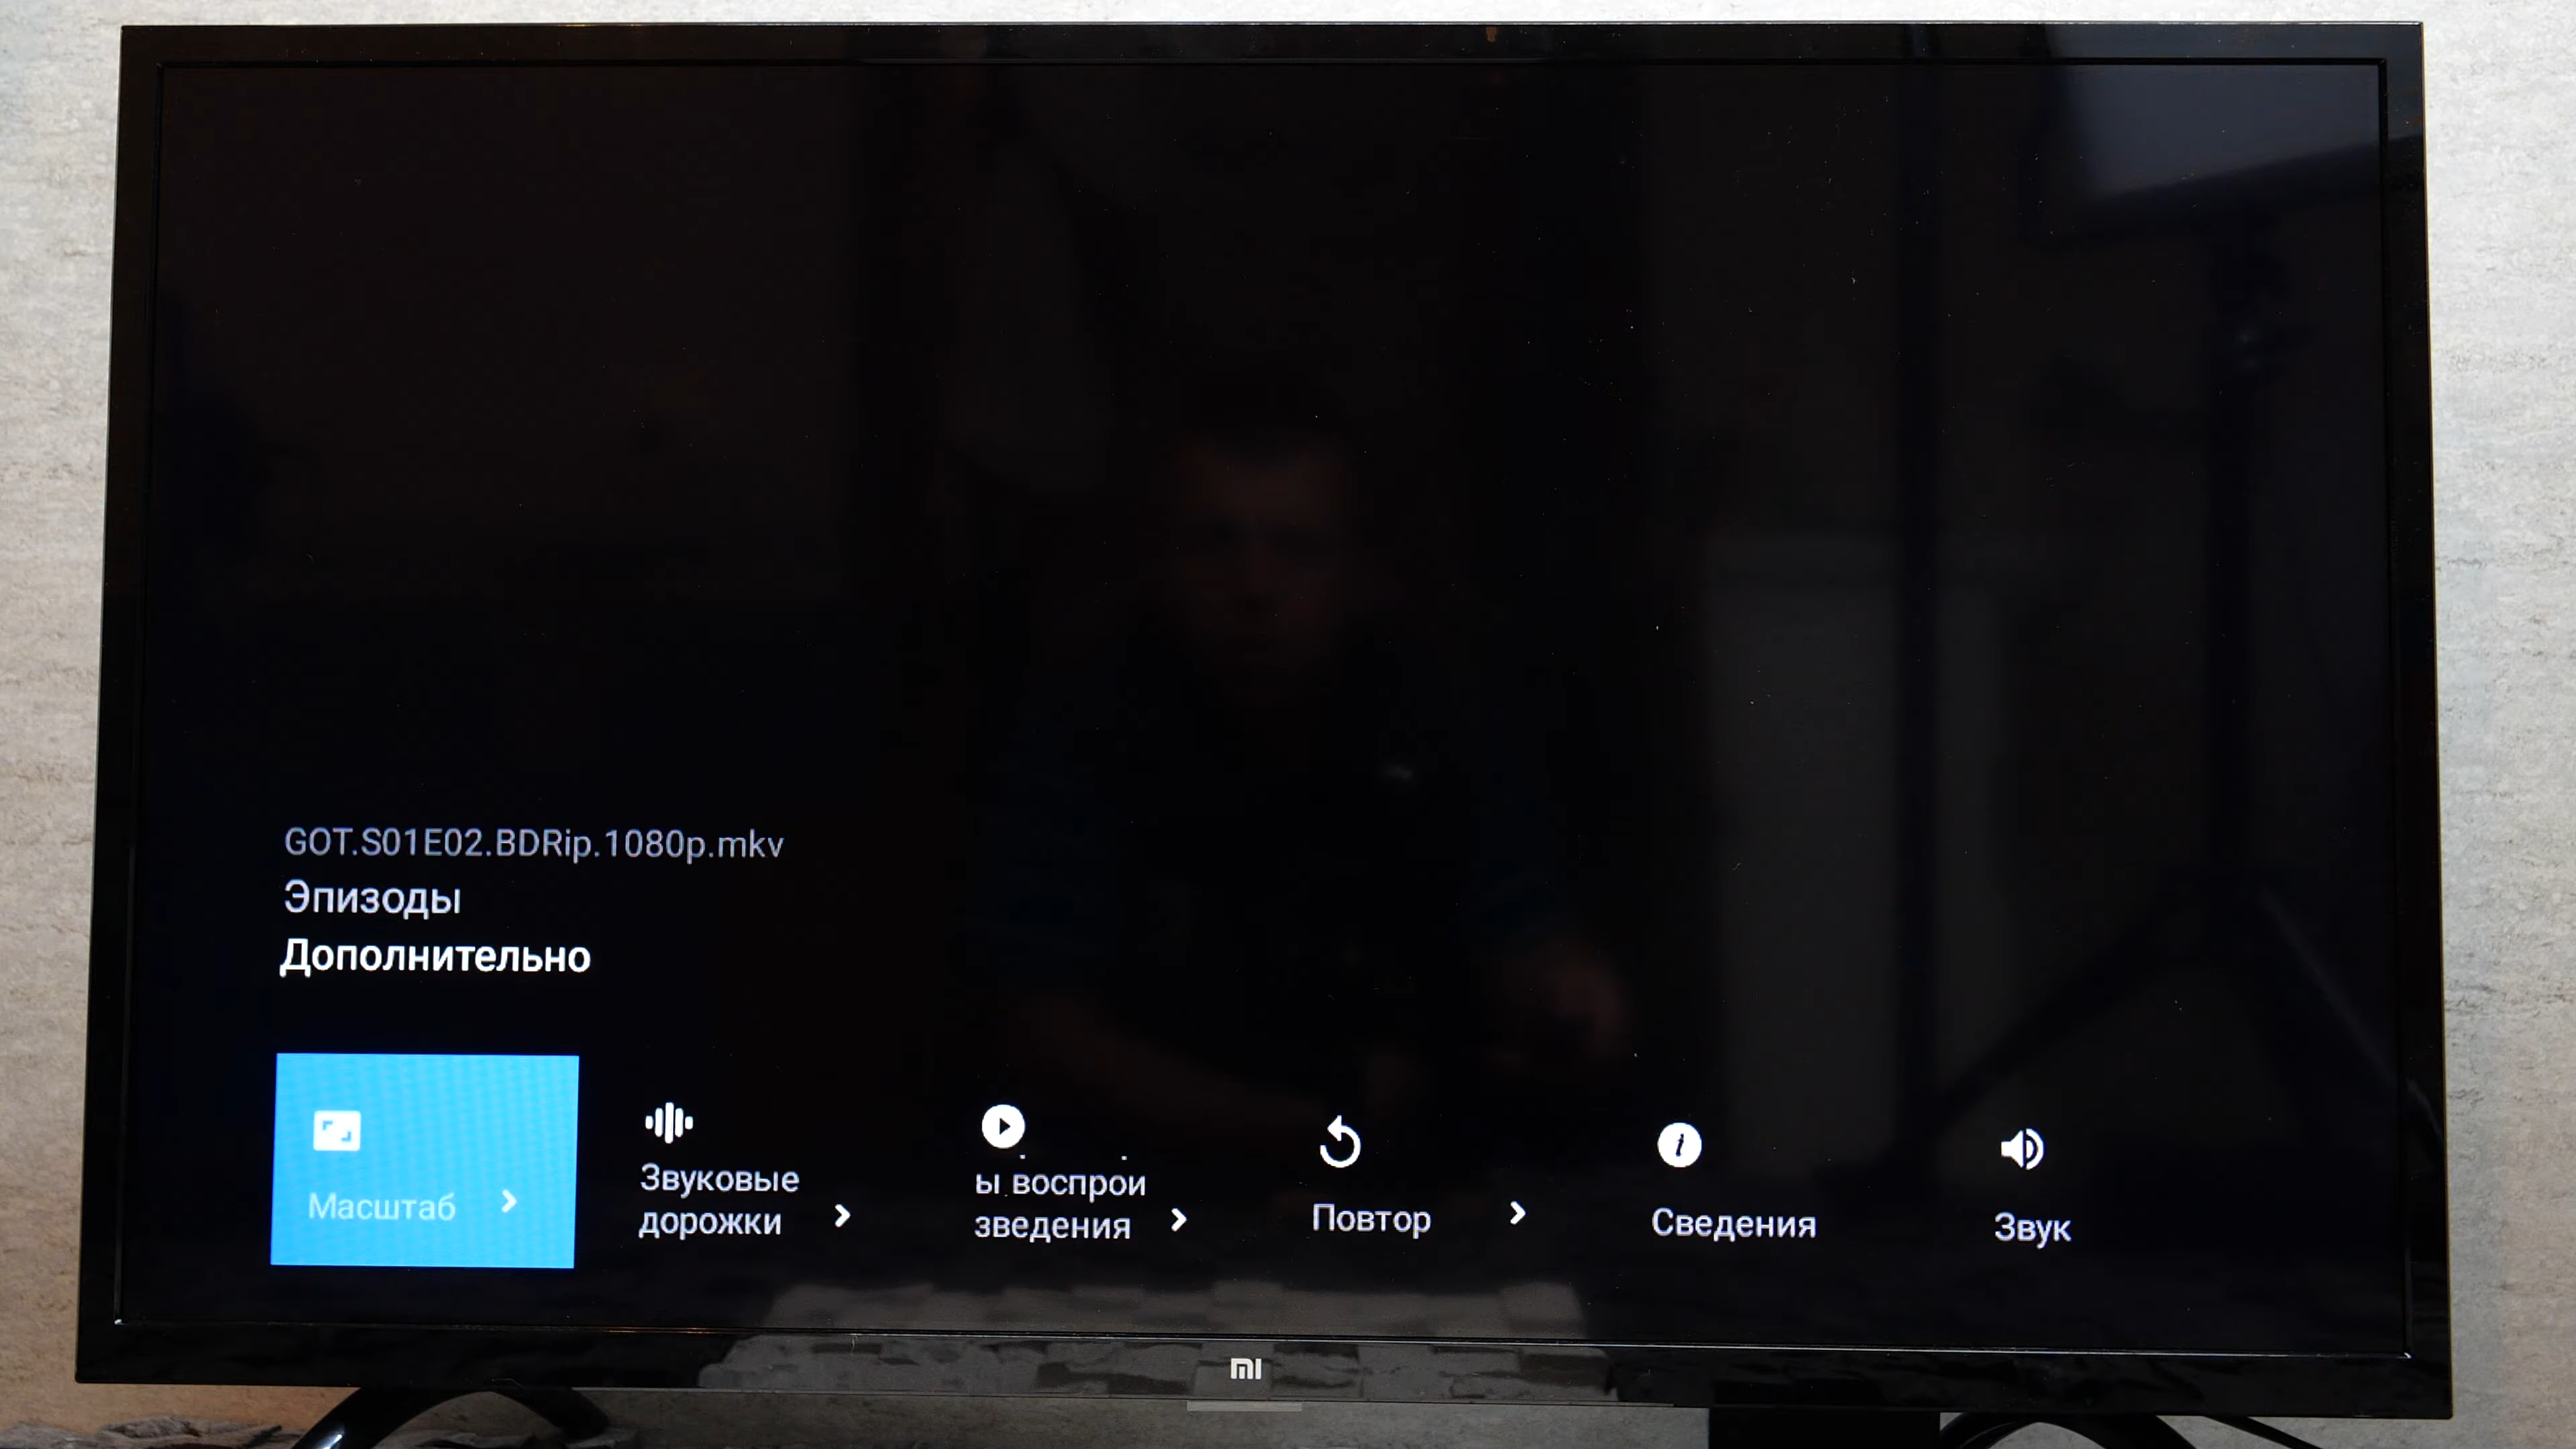 GOT.S01E02.BDRip.1080p.mkv
Эпизоды
Дополнительно
Масштаб
Звуковые
дорожки
ы воспрои
зведения
Повтор
Сведения
Звук
MI